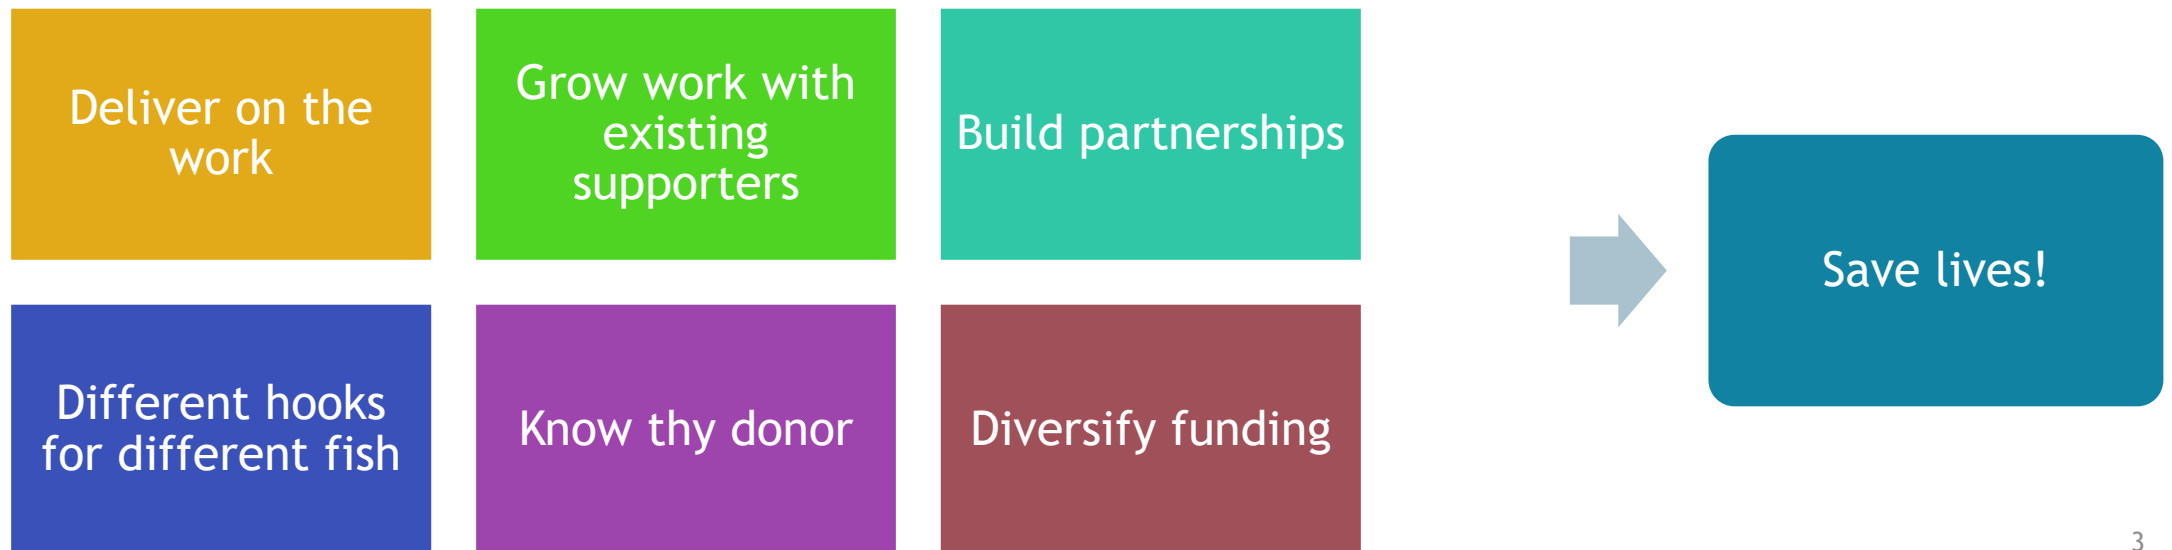 Deliver on the
work
Grow work with
existing
supporters
Build partnerships
Different hooks
for different fish
Know thy donor
Diversify funding
Save lives!
3